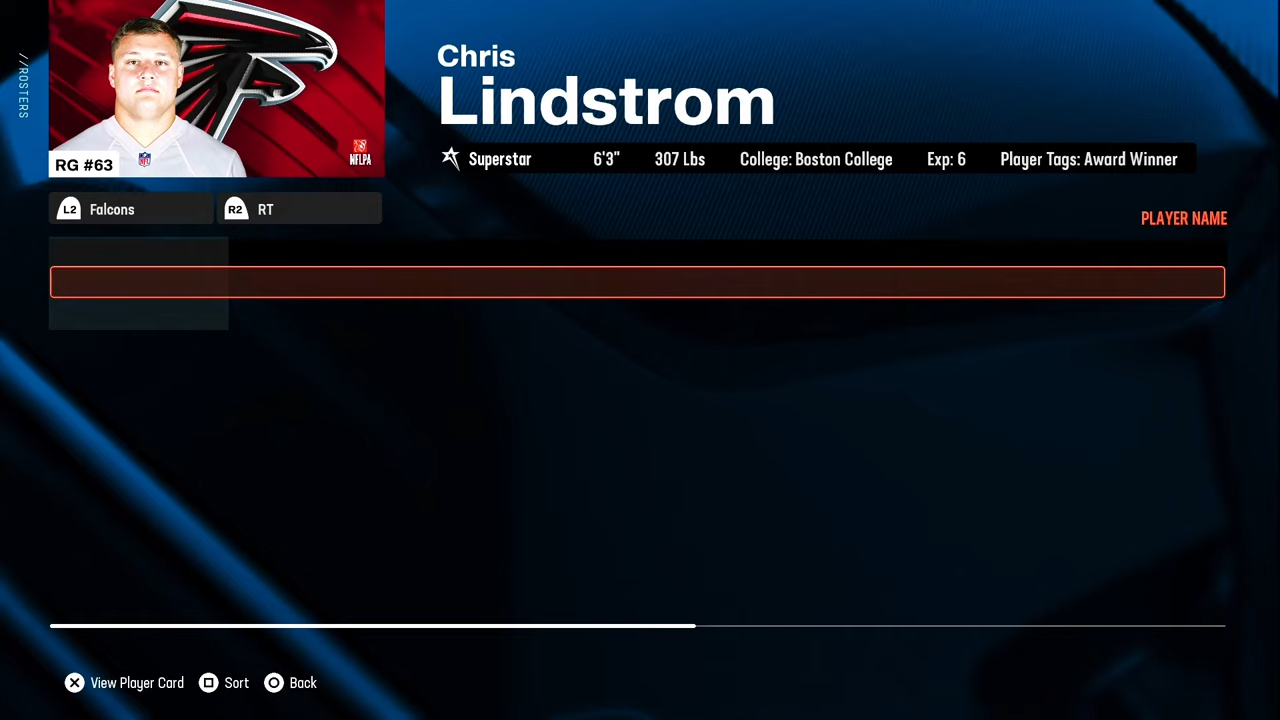 //ROSTERS
Chris
Lindstrom
Superstar 6'3" 307 Lbs College: Boston College Exp: 6 Player Tags: Award Winner
NFLPA
RG #63
L2 Falcons R2 RT
PLAYER NAME
View Player Card Sort Back